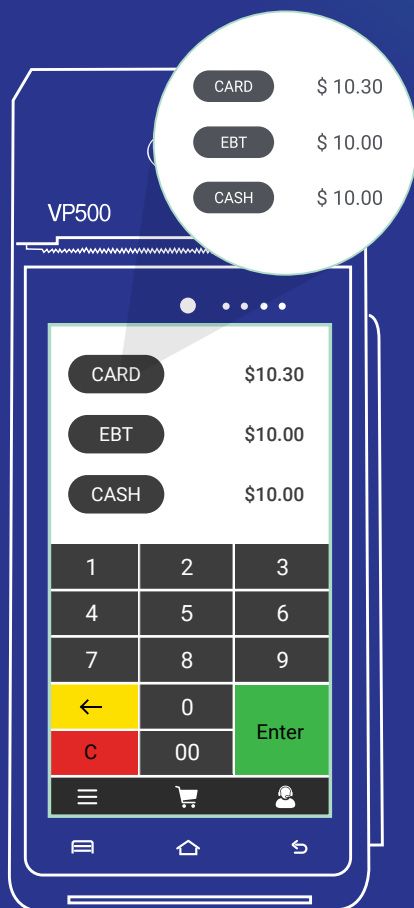 CARD $ 10.30
EBT $ 10.00
CASH $ 10.00
VP500
CARD $10.30
EBT $10.00
CASH $10.00
1 2 3
4 5 6
7 8 9
0
Enter
C 00